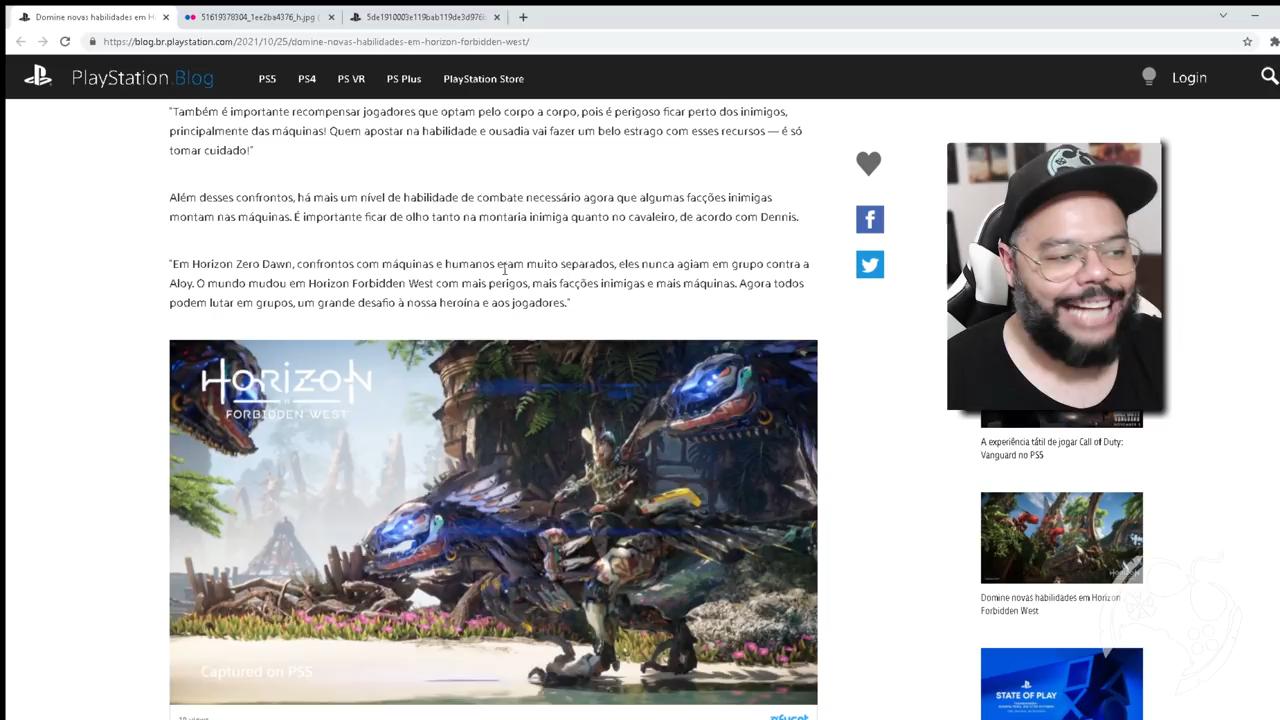 Domine novas habilidades em H
51619378304_1ee2ba4376_h.jpg (
5de1910003e119bab119de3d976b
https://blog.br.playstation.com/2021/10/25/domine-novas-habilidades-em-horizon-forbidden-west/
PlayStation.Blog
PS5
PS4
PS VR
PS Plus
PlayStation Store
Login
"Também é importante recompensar jogadores que optam pelo corpo a corpo, pois é perigoso ficar perto dos inimigos,
principalmente das máquinas! Quem apostar na habilidade e ousadia vai fazer um belo estrago com esses recursos — é só
tomar cuidado!"
Além desses confrontos, há mais um nível de habilidade de combate necessário agora que algumas facções inimigas
montam nas máquinas. É importante ficar de olho tanto na montaria inimiga quanto no cavaleiro, de acordo com Dennis.
"Em Horizon Zero Dawn, confrontos com máquinas e humanos eram muito separados, eles nunca agiam em grupo contra a
Aloy. O mundo mudou em Horizon Forbidden West com mais perigos, mais facções inimigas e mais máquinas. Agora todos
podem lutar em grupos, um grande desafio à nossa heroína e aos jogadores."
HORIZON
FORBIDDEN WEST
Captured on PS5
A experiência tátil de jogar Call of Duty:
Vanguard no PS5
HORIZON
Domine novas habilidades em Horizon
Forbidden West
STATE OF PLAY